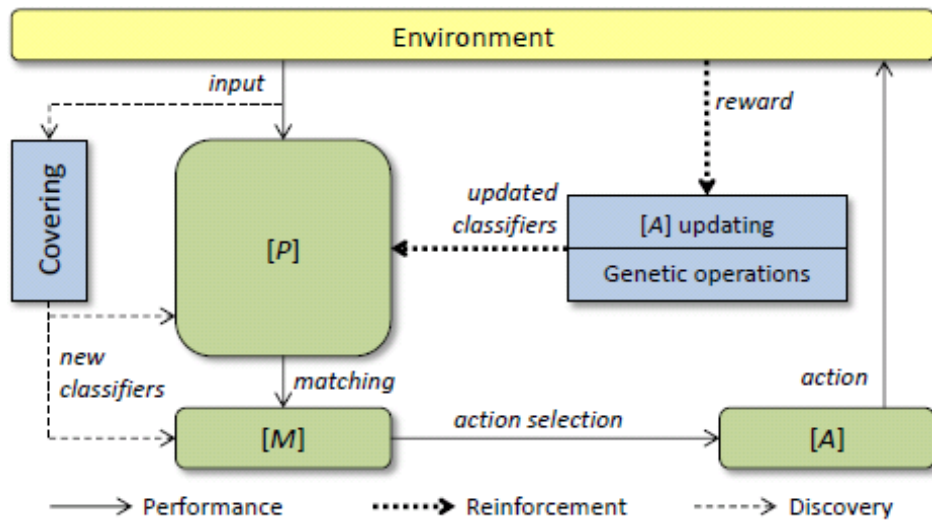 Environment
input
reward
Covering
updated
classifiers
[P]
[A] updating
Genetic operations
new
classifiers
matching
action
[M]
action selection
[A]
Performance
Reinforcement
Discovery